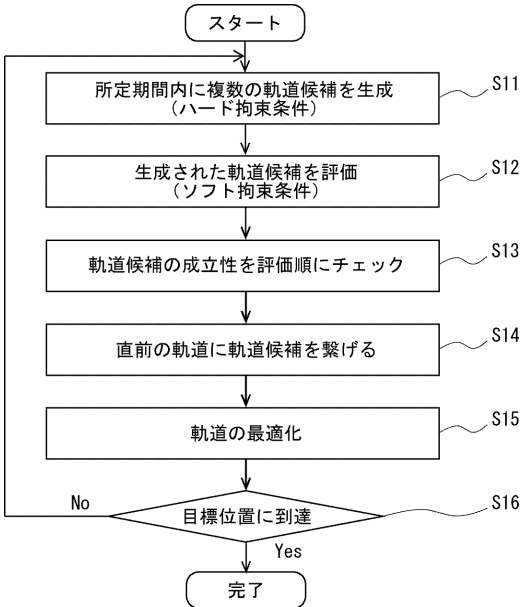 スタート
所定期間内に複数の軌道候補を生成
（ハード拘束条件）
S11
生成された軌道候補を評価
（ソフト拘束条件）
S12
軌道候補の成立性を評価順にチェック
S13
直前の軌道に軌道候補を繋げる
S14
軌道の最適化
S15
目標位置に到達
S16
No
Yes
完了